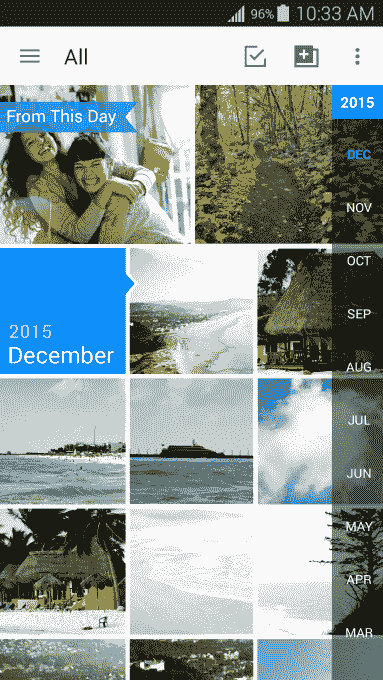 96% 10:33 AM
All
From This Day
2015
DEC
NOV
OCT
SEP
AUG
JUL
JUN
MAY
APR
MAR
2015
December